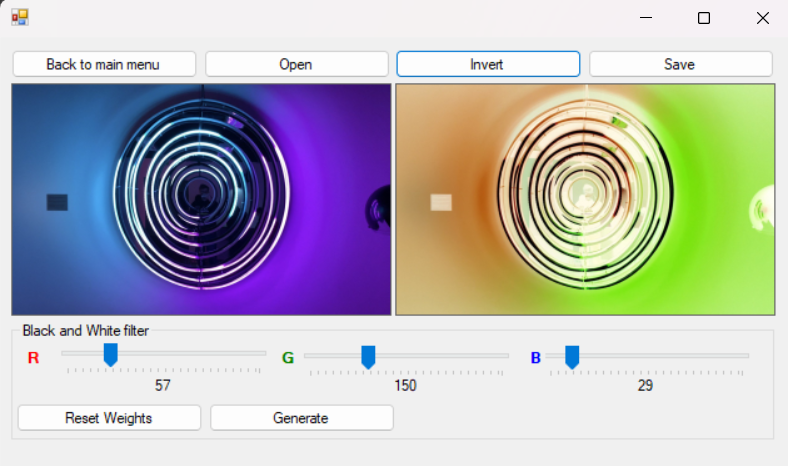 Back to main menu Open Invert Save
Black and White filter
R G B
57 150 29
Reset Weights Generate